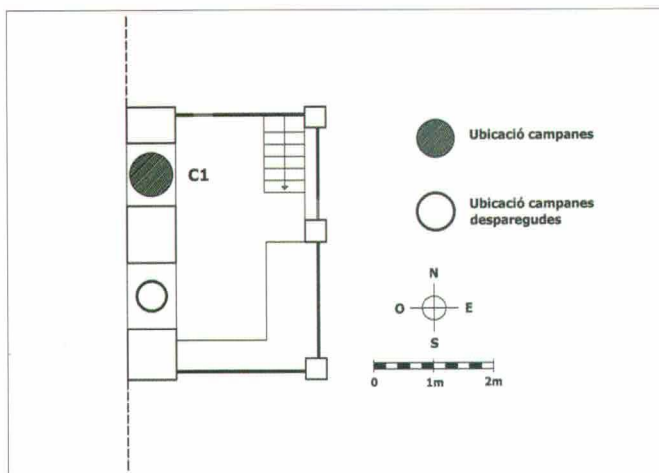 C1
Ubicació campanes
Ubicació campanes
desparegudes
N
O E
S
0 1m 2m